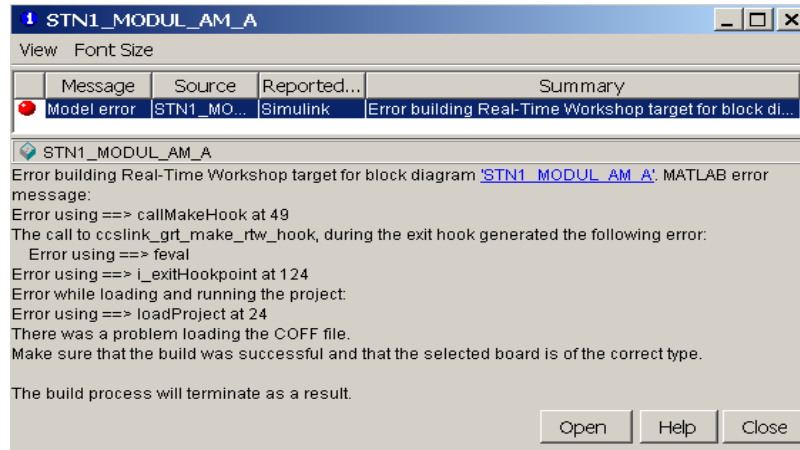 STN1_MODUL_AM_A
View Font Size
Message Source Reported... Summary
Model error STN1_MO... Simulink Error building Real-Time Workshop target for block di...
STN1_MODUL_AM_A
Error building Real-Time Workshop target for block diagram 'STN1_MODUL_AM_A'. MATLAB error
message:
Error using ==> callMakeHook at 49
The call to ccslink_grt_make_rtw_hook, during the exit hook generated the following error:
Error using ==> feval
Error using ==> i_exitHookpoint at 124
Error while loading and running the project:
Error using ==> loadProject at 24
There was a problem loading the COFF file.
Make sure that the build was successful and that the selected board is of the correct type.
The build process will terminate as a result.
Open Help Close